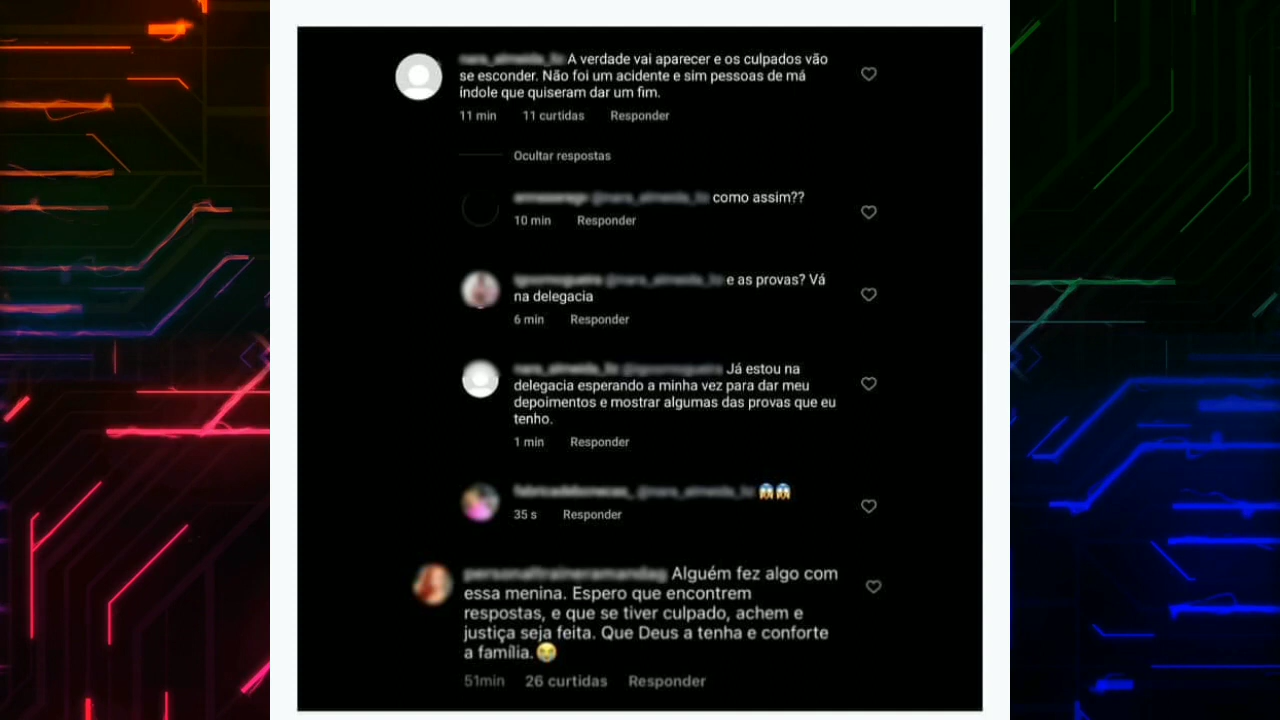 A verdade vai aparecer e os culpados vão
se esconder. Não foi um acidente e sim pessoas de má
índole que quiseram dar um fim.
11 min 11 curtidas Responder
Ocultar respostas
como assim??
10 min Responder
e as provas? Vá
na delegacia
6 min Responder
Já estou na
delegacia esperando a minha vez para dar meu
depoimentos e mostrar algumas das provas que eu
tenho.
1 min Responder
😱😱
35 s Responder
Alguém fez algo com
essa menina. Espero que encontrem
respostas, e que se tiver culpado, achem e
justiça seja feita. Que Deus a tenha e conforte
a família.😭
51min 26 curtidas Responder